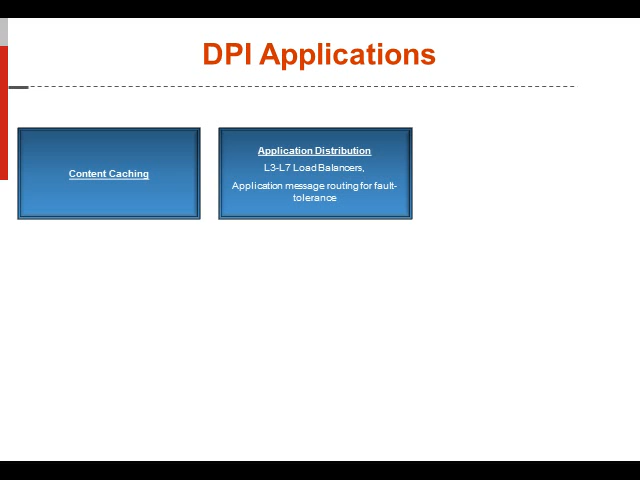 DPI Applications
Content Caching
Application Distribution
L3-L7 Load Balancers,
Application message routing for fault-
tolerance